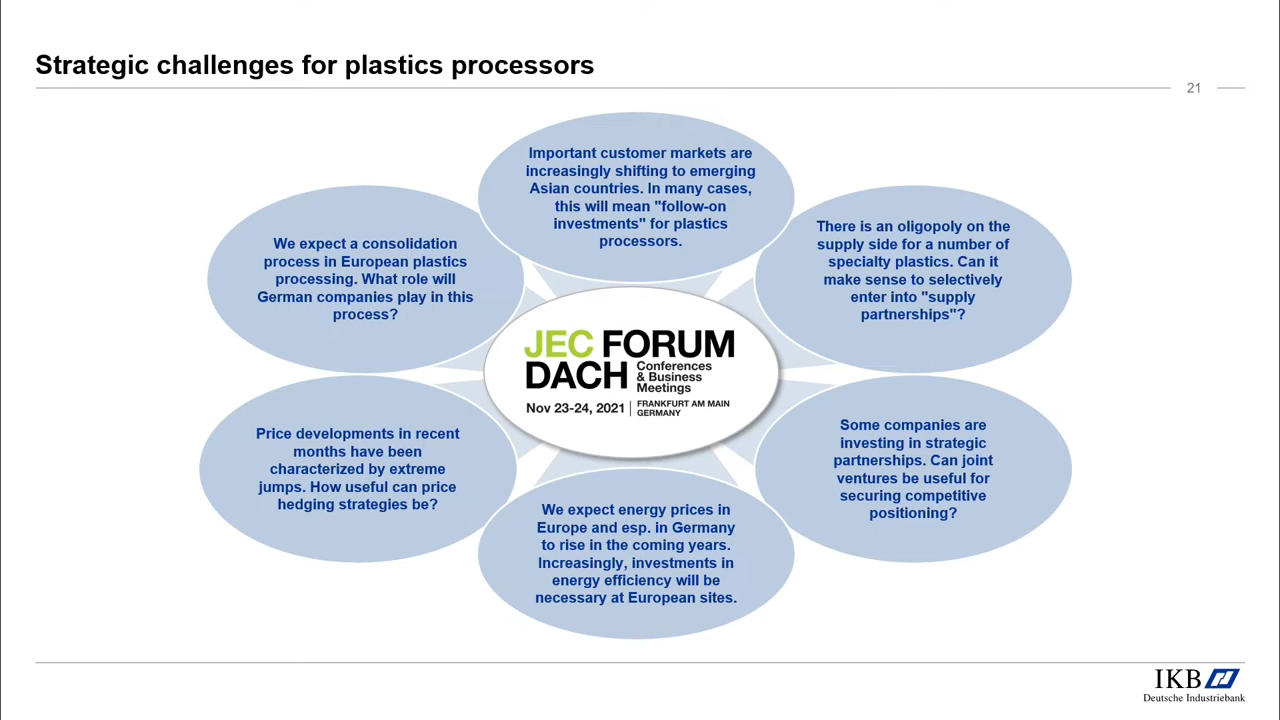 Strategic challenges for plastics processors
21
Important customer markets are
increasingly shifting to emerging
Asian countries. In many cases,
this will mean "follow-on
investments" for plastics
processors.
We expect a consolidation
process in European plastics
processing. What role will
German companies play in this
process?
There is an oligopoly on the
supply side for a number of
specialty plastics. Can it
make sense to selectively
enter into "supply
partnerships"?
JEC FORUM
DACH
Conferences
& Business
Meetings
Nov 23-24, 2021
FRANKFURT AM MAIN
GERMANY
Price developments in recent
months have been
characterized by extreme
jumps. How useful can price
hedging strategies be?
Some companies are
investing in strategic
partnerships. Can joint
ventures be useful for
securing competitive
positioning?
We expect energy prices in
Europe and esp. in Germany
to rise in the coming years.
Increasingly, investments in
energy efficiency will be
necessary at European sites.
IKB
Deutsche Industriebank